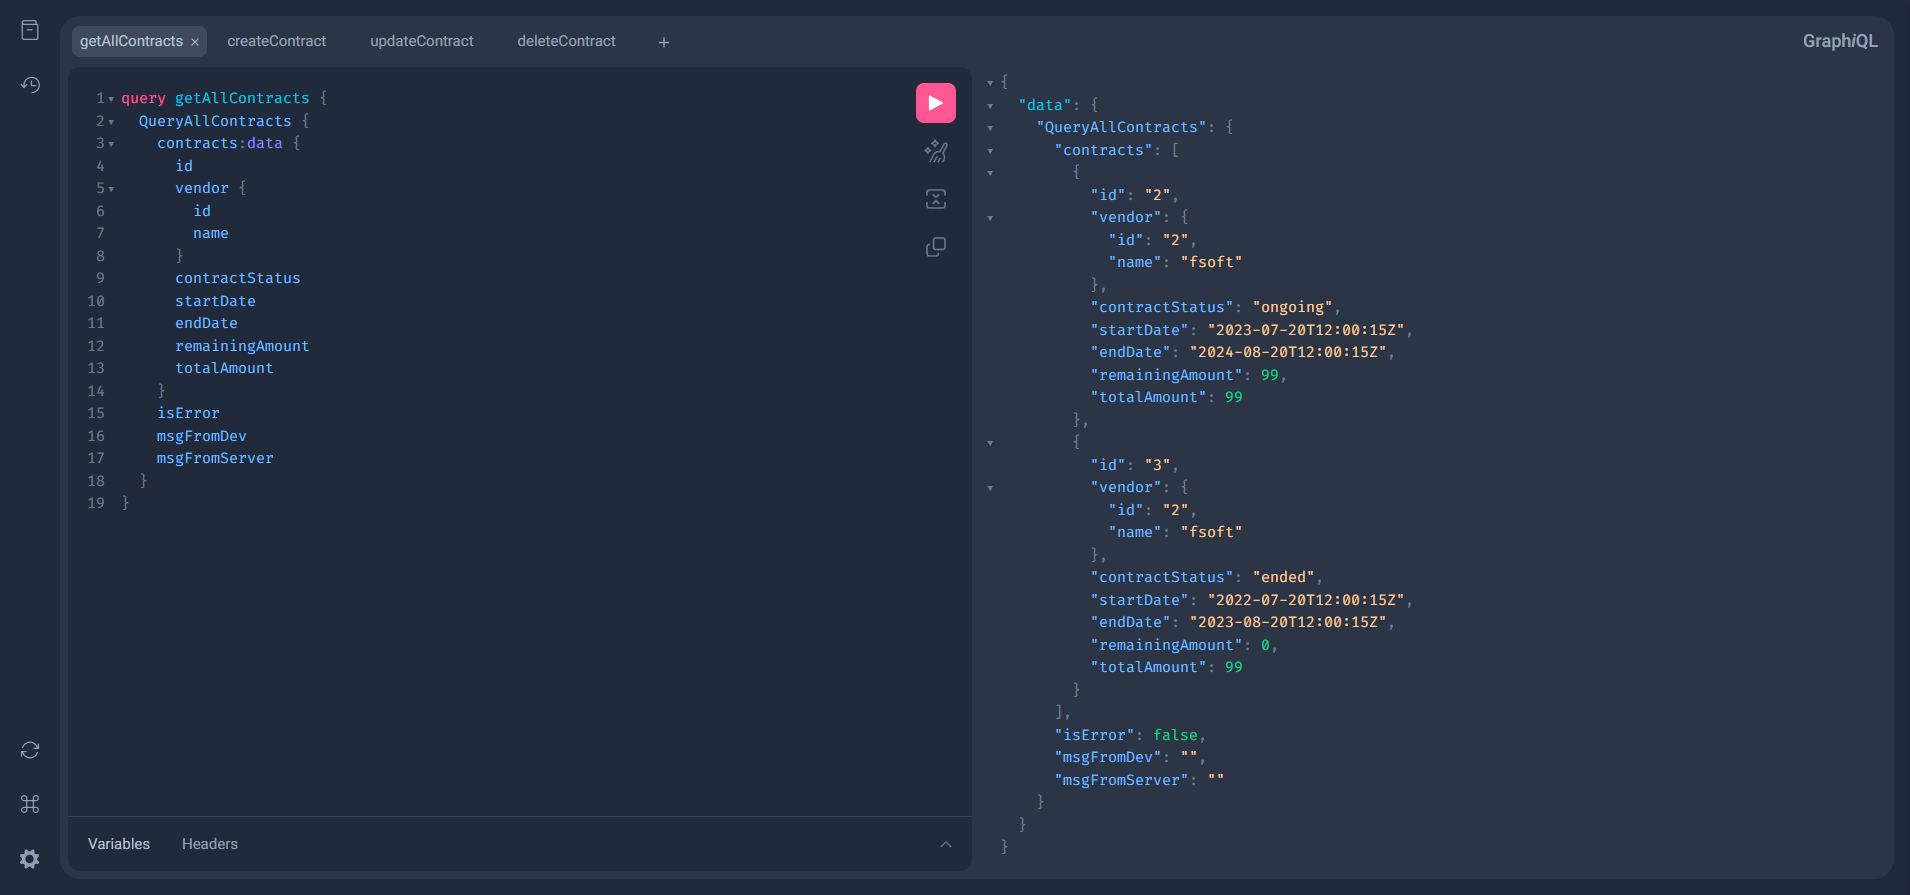 getAllContracts × createContract updateContract deleteContract +
GraphiQL
1 query getAllContracts {
2   QueryAllContracts {
3     contracts:data {
4       id
5       vendor {
6         id
7         name
8       }
9       contractStatus
10       startDate
11       endDate
12       remainingAmount
13       totalAmount
14     }
15     isError
16     msgFromDev
17     msgFromServer
18   }
19 }
Variables Headers
{
  "data": {
    "QueryAllContracts": {
      "contracts": [
        {
          "id": "2",
          "vendor": {
            "id": "2",
            "name": "fsoft"
          },
          "contractStatus": "ongoing",
          "startDate": "2023-07-20T12:00:15Z",
          "endDate": "2024-08-20T12:00:15Z",
          "remainingAmount": 99,
          "totalAmount": 99
        },
        {
          "id": "3",
          "vendor": {
            "id": "2",
            "name": "fsoft"
          },
          "contractStatus": "ended",
          "startDate": "2022-07-20T12:00:15Z",
          "endDate": "2023-08-20T12:00:15Z",
          "remainingAmount": 0,
          "totalAmount": 99
        }
      ],
      "isError": false,
      "msgFromDev": "",
      "msgFromServer": ""
    }
  }
}